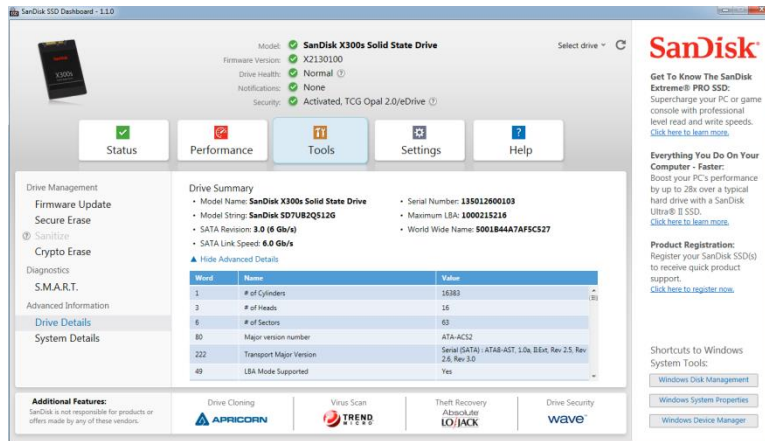 SanDisk SSD Dashboard - 1.1.0
Model: SanDisk X300s Solid State Drive
Firmware Version: X2130100
Drive Health: Normal
Notifications: None
Security: Activated, TCG Opal 2.0/eDrive
Select drive
SanDisk
X300s
Status
Performance
Tools
Settings
Help
Drive Management
Firmware Update
Secure Erase
Sanitize
Crypto Erase
Diagnostics
S.M.A.R.T.
Advanced Information
Drive Details
System Details
Drive Summary
• Model Name: SanDisk X300s Solid State Drive
• Model String: SanDisk SD7UB2Q512G
• SATA Revision: 3.0 (6 Gb/s)
• SATA Link Speed: 6.0 Gb/s
• Serial Number: 135012600103
• Maximum LBA: 1000215216
• World Wide Name: 5001B44A7AF5C527
Hide Advanced Details
Word Name Value
1 # of Cylinders 16383
3 # of Heads 16
6 # of Sectors 63
80 Major version number ATA-ACS2
222 Transport Major Version Serial (SATA) : ATA8-AST, 1.0a, II:Ext, Rev 2.5, Rev
2.6, Rev 3.0
49 LBA Mode Supported Yes
Additional Features:
SanDisk is not responsible for products or
offers made by any of these vendors.
Drive Cloning
APRICORN
Virus Scan
TREND
MICRO
Theft Recovery
Absolute
LO/JACK
Drive Security
wave
SanDisk
Get To Know The SanDisk
Extreme® PRO SSD:
Supercharge your PC or game
console with professional
level read and write speeds.
Click here to learn more.
Everything You Do On Your
Computer - Faster:
Boost your PC's performance
by up to 28x over a typical
hard drive with a SanDisk
Ultra® II SSD.
Click here to learn more.
Product Registration:
Register your SanDisk SSD(s)
to receive quick product
support.
Click here to register now.
Shortcuts to Windows
System Tools:
Windows Disk Management
Windows System Properties
Windows Device Manager